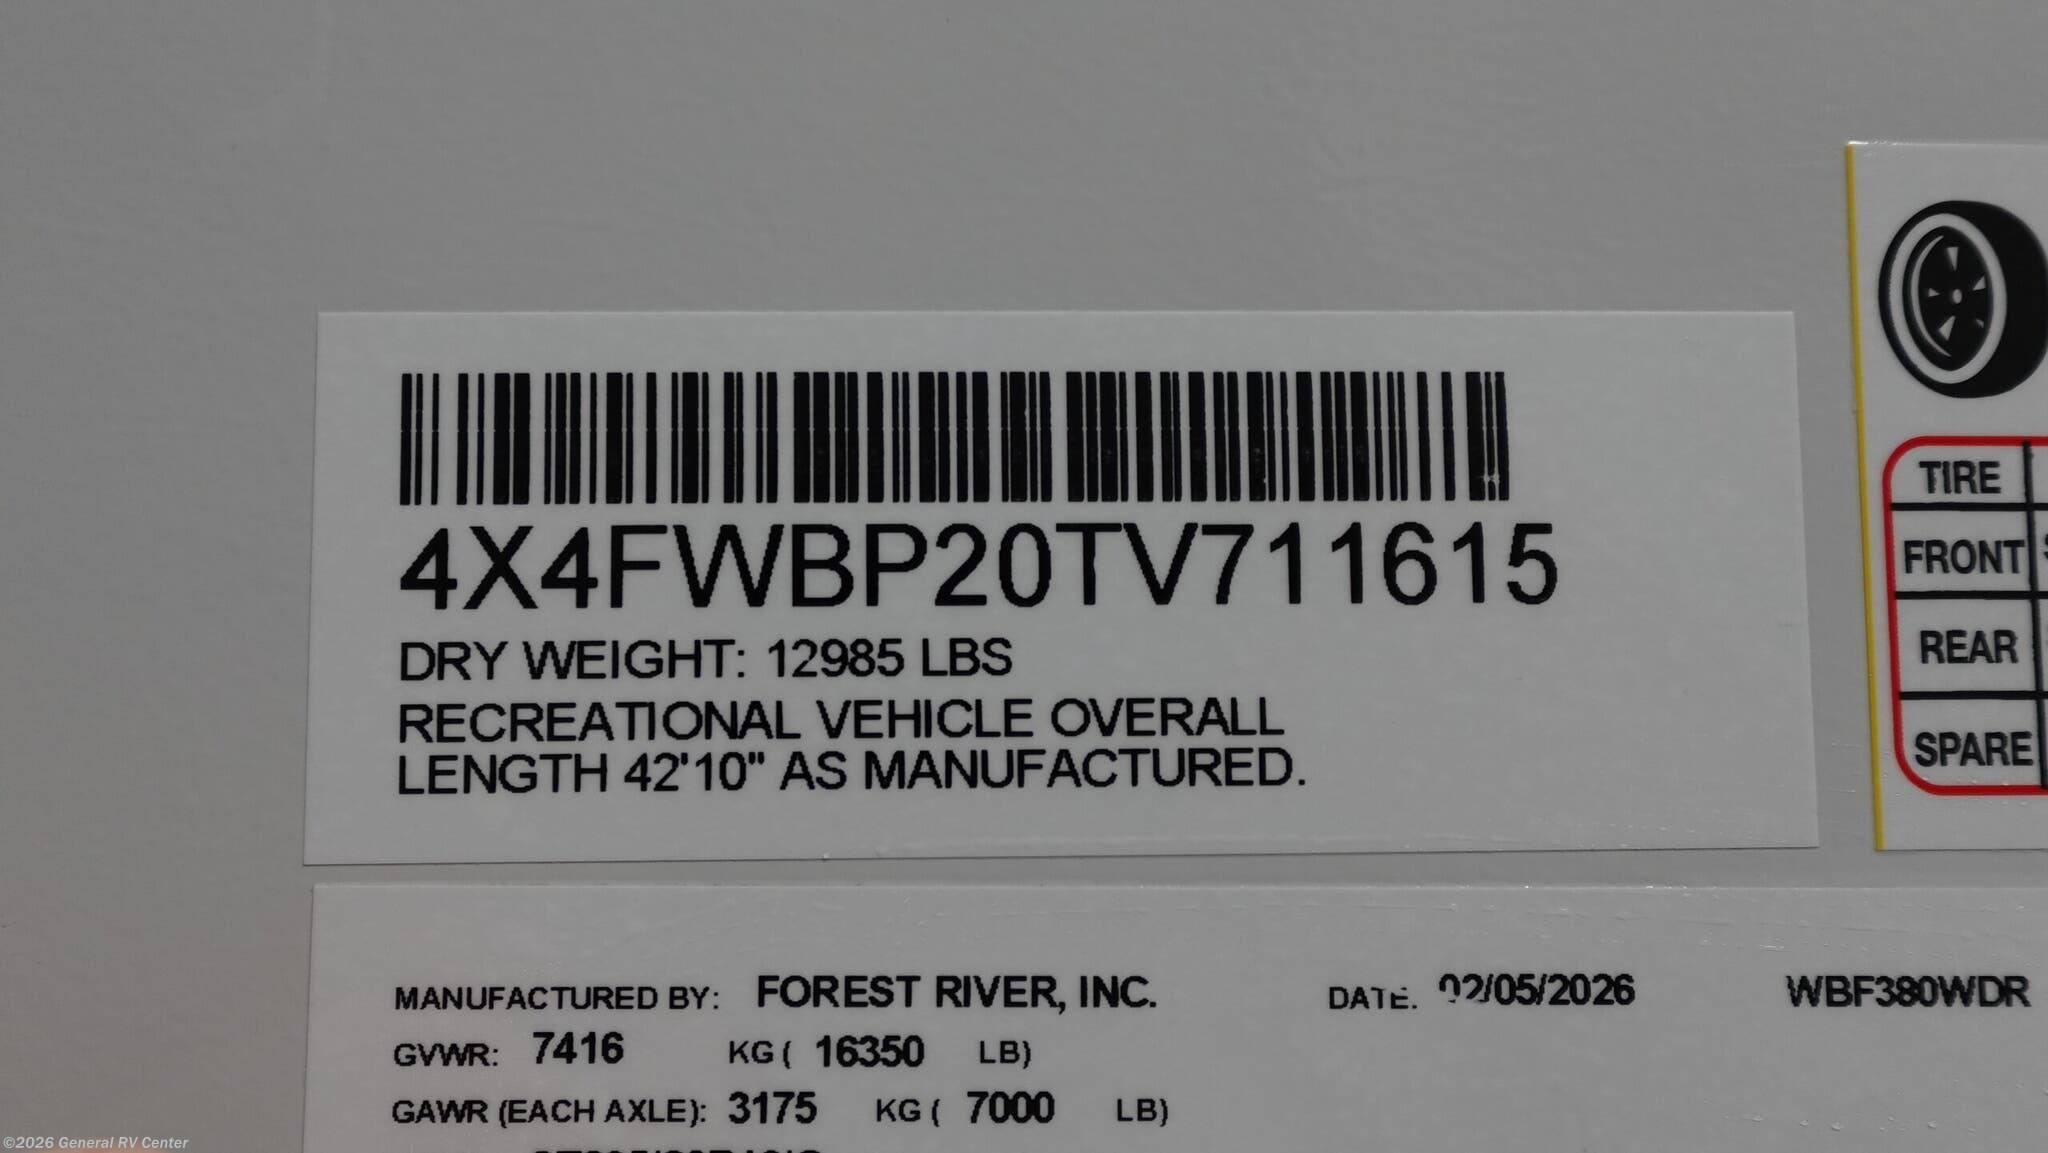 4X4FWBP20TV711615
DRY WEIGHT: 12985 LBS
RECREATIONAL VEHICLE OVERALL
LENGTH 42'10" AS MANUFACTURED.
TIRE
FRONT
REAR
SPARE
MANUFACTURED BY: FOREST RIVER, INC. DATE: 02/05/2026 WBF380WDR
GVWR: 7416 KG ( 16350 LB)
GAWR (EACH AXLE): 3175 KG ( 7000 LB)
©2026 General RV Center